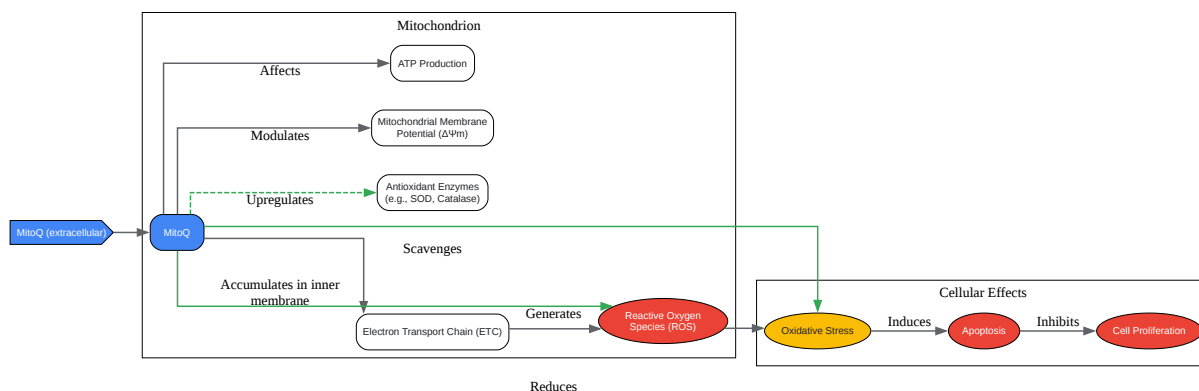 Mitochondrion
ATP Production
Affects
Mitochondrial Membrane
Potential (ΔΨm)
Modulates
Antioxidant Enzymes
(e.g., SOD, Catalase)
Upregulates
MitoQ (extracellular)
MitoQ
Scavenges
Accumulates in inner
membrane
Electron Transport Chain (ETC)
Generates
Reactive Oxygen
Species (ROS)
Cellular Effects
Oxidative Stress
Induces
Apoptosis
Inhibits
Cell Proliferation
Reduces